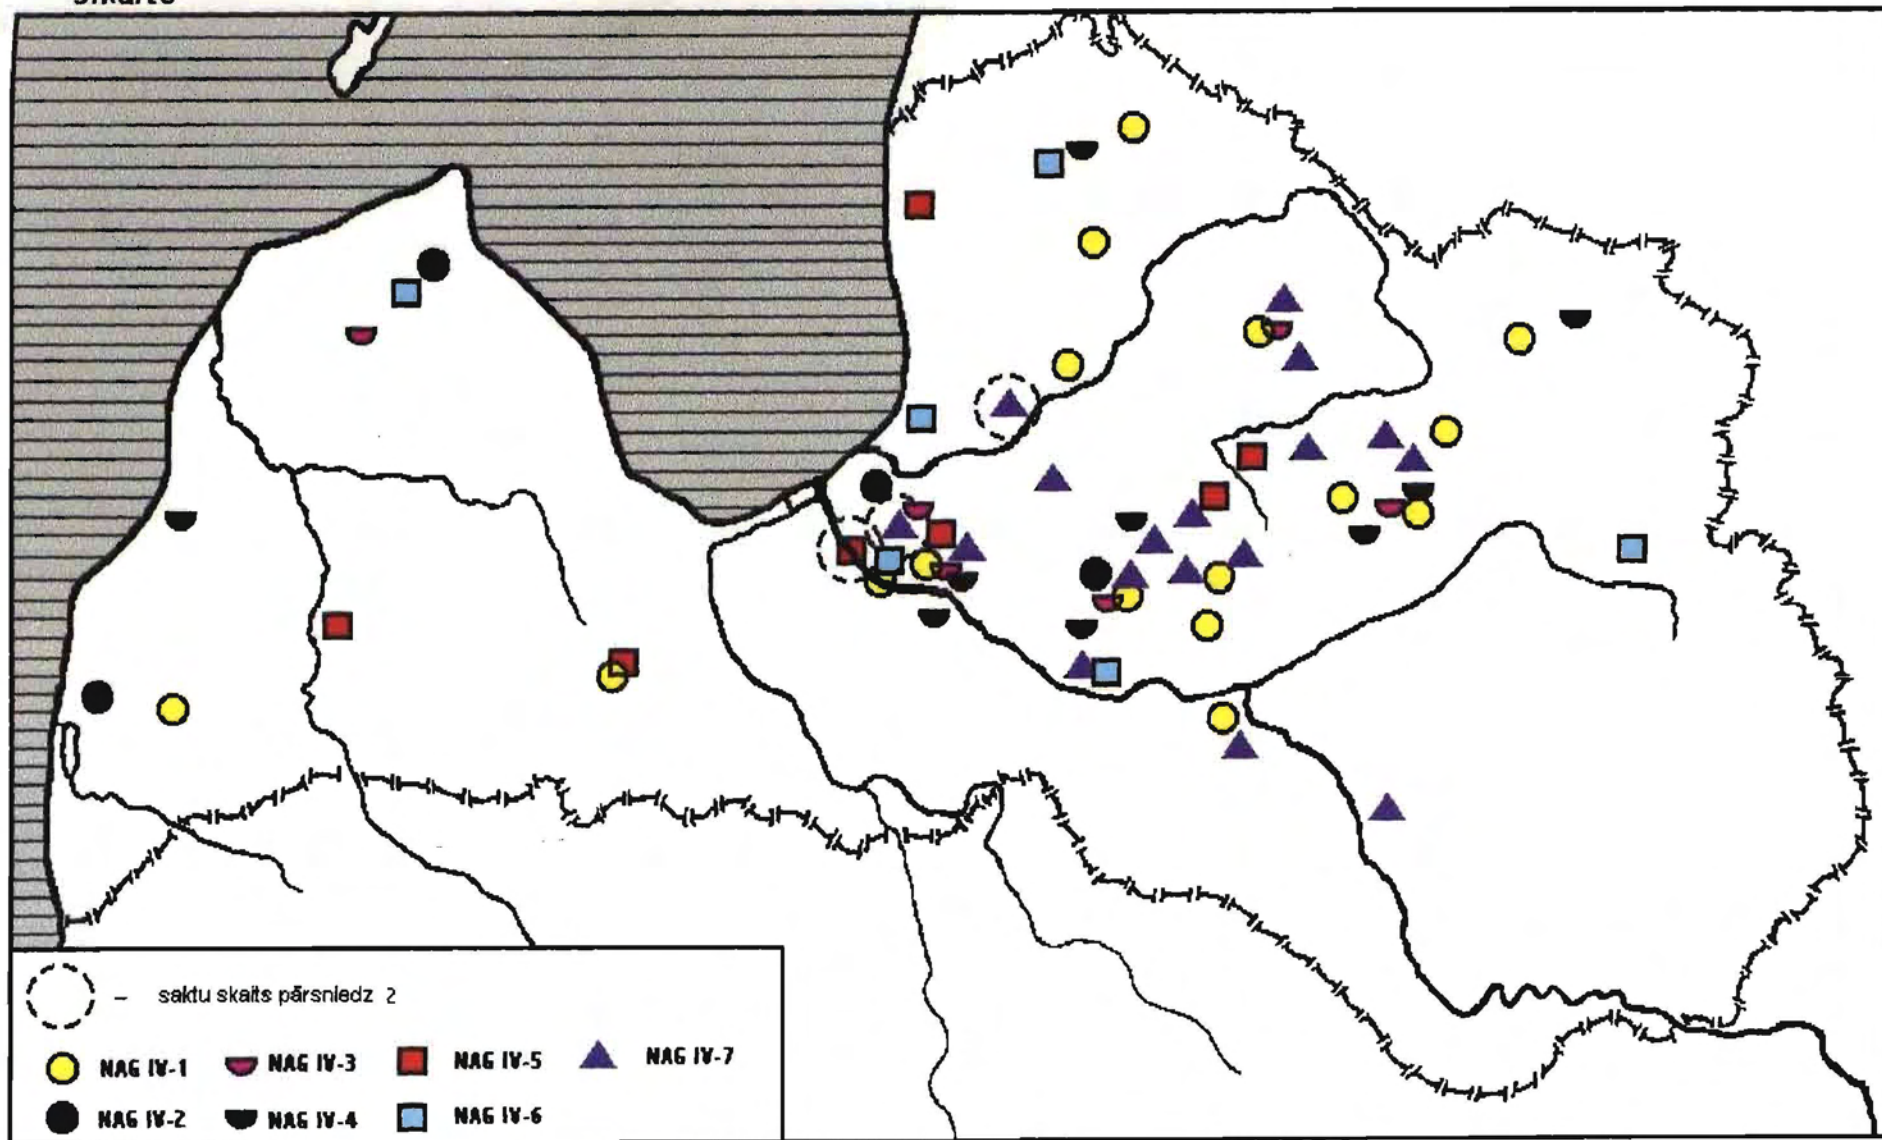 saktu skaits pārsniedz 2
NAG IV-1 NAG IV-3 NAG IV-5 NAG IV-7
NAG IV-2 NAG IV-4 NAG IV-6